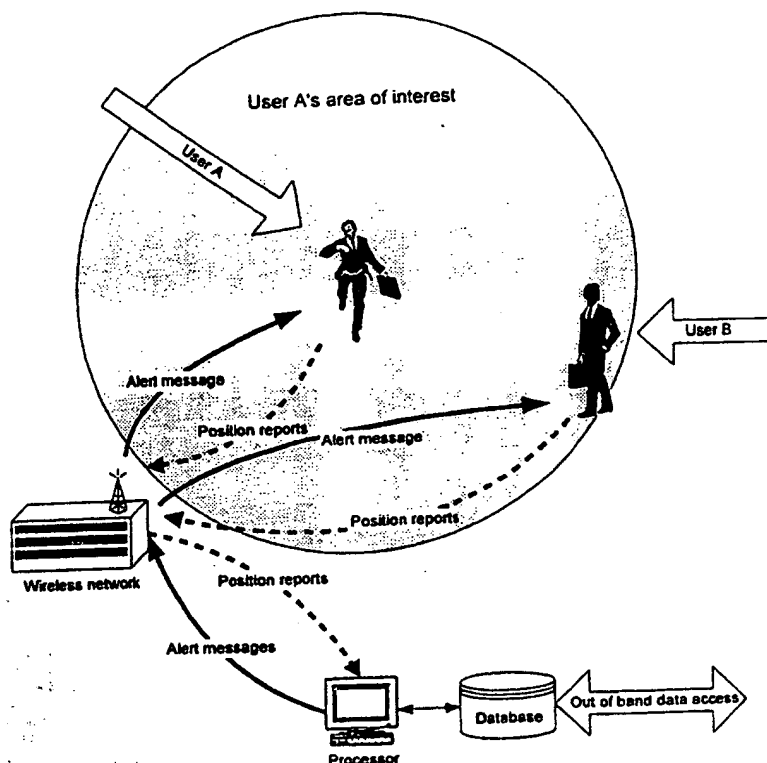 User A's area of interest
User A
User B
Alert message
Position reports
Alert message
Position reports
Wireless network
Position reports
Alert messages
Out of band data access
Database
Processor